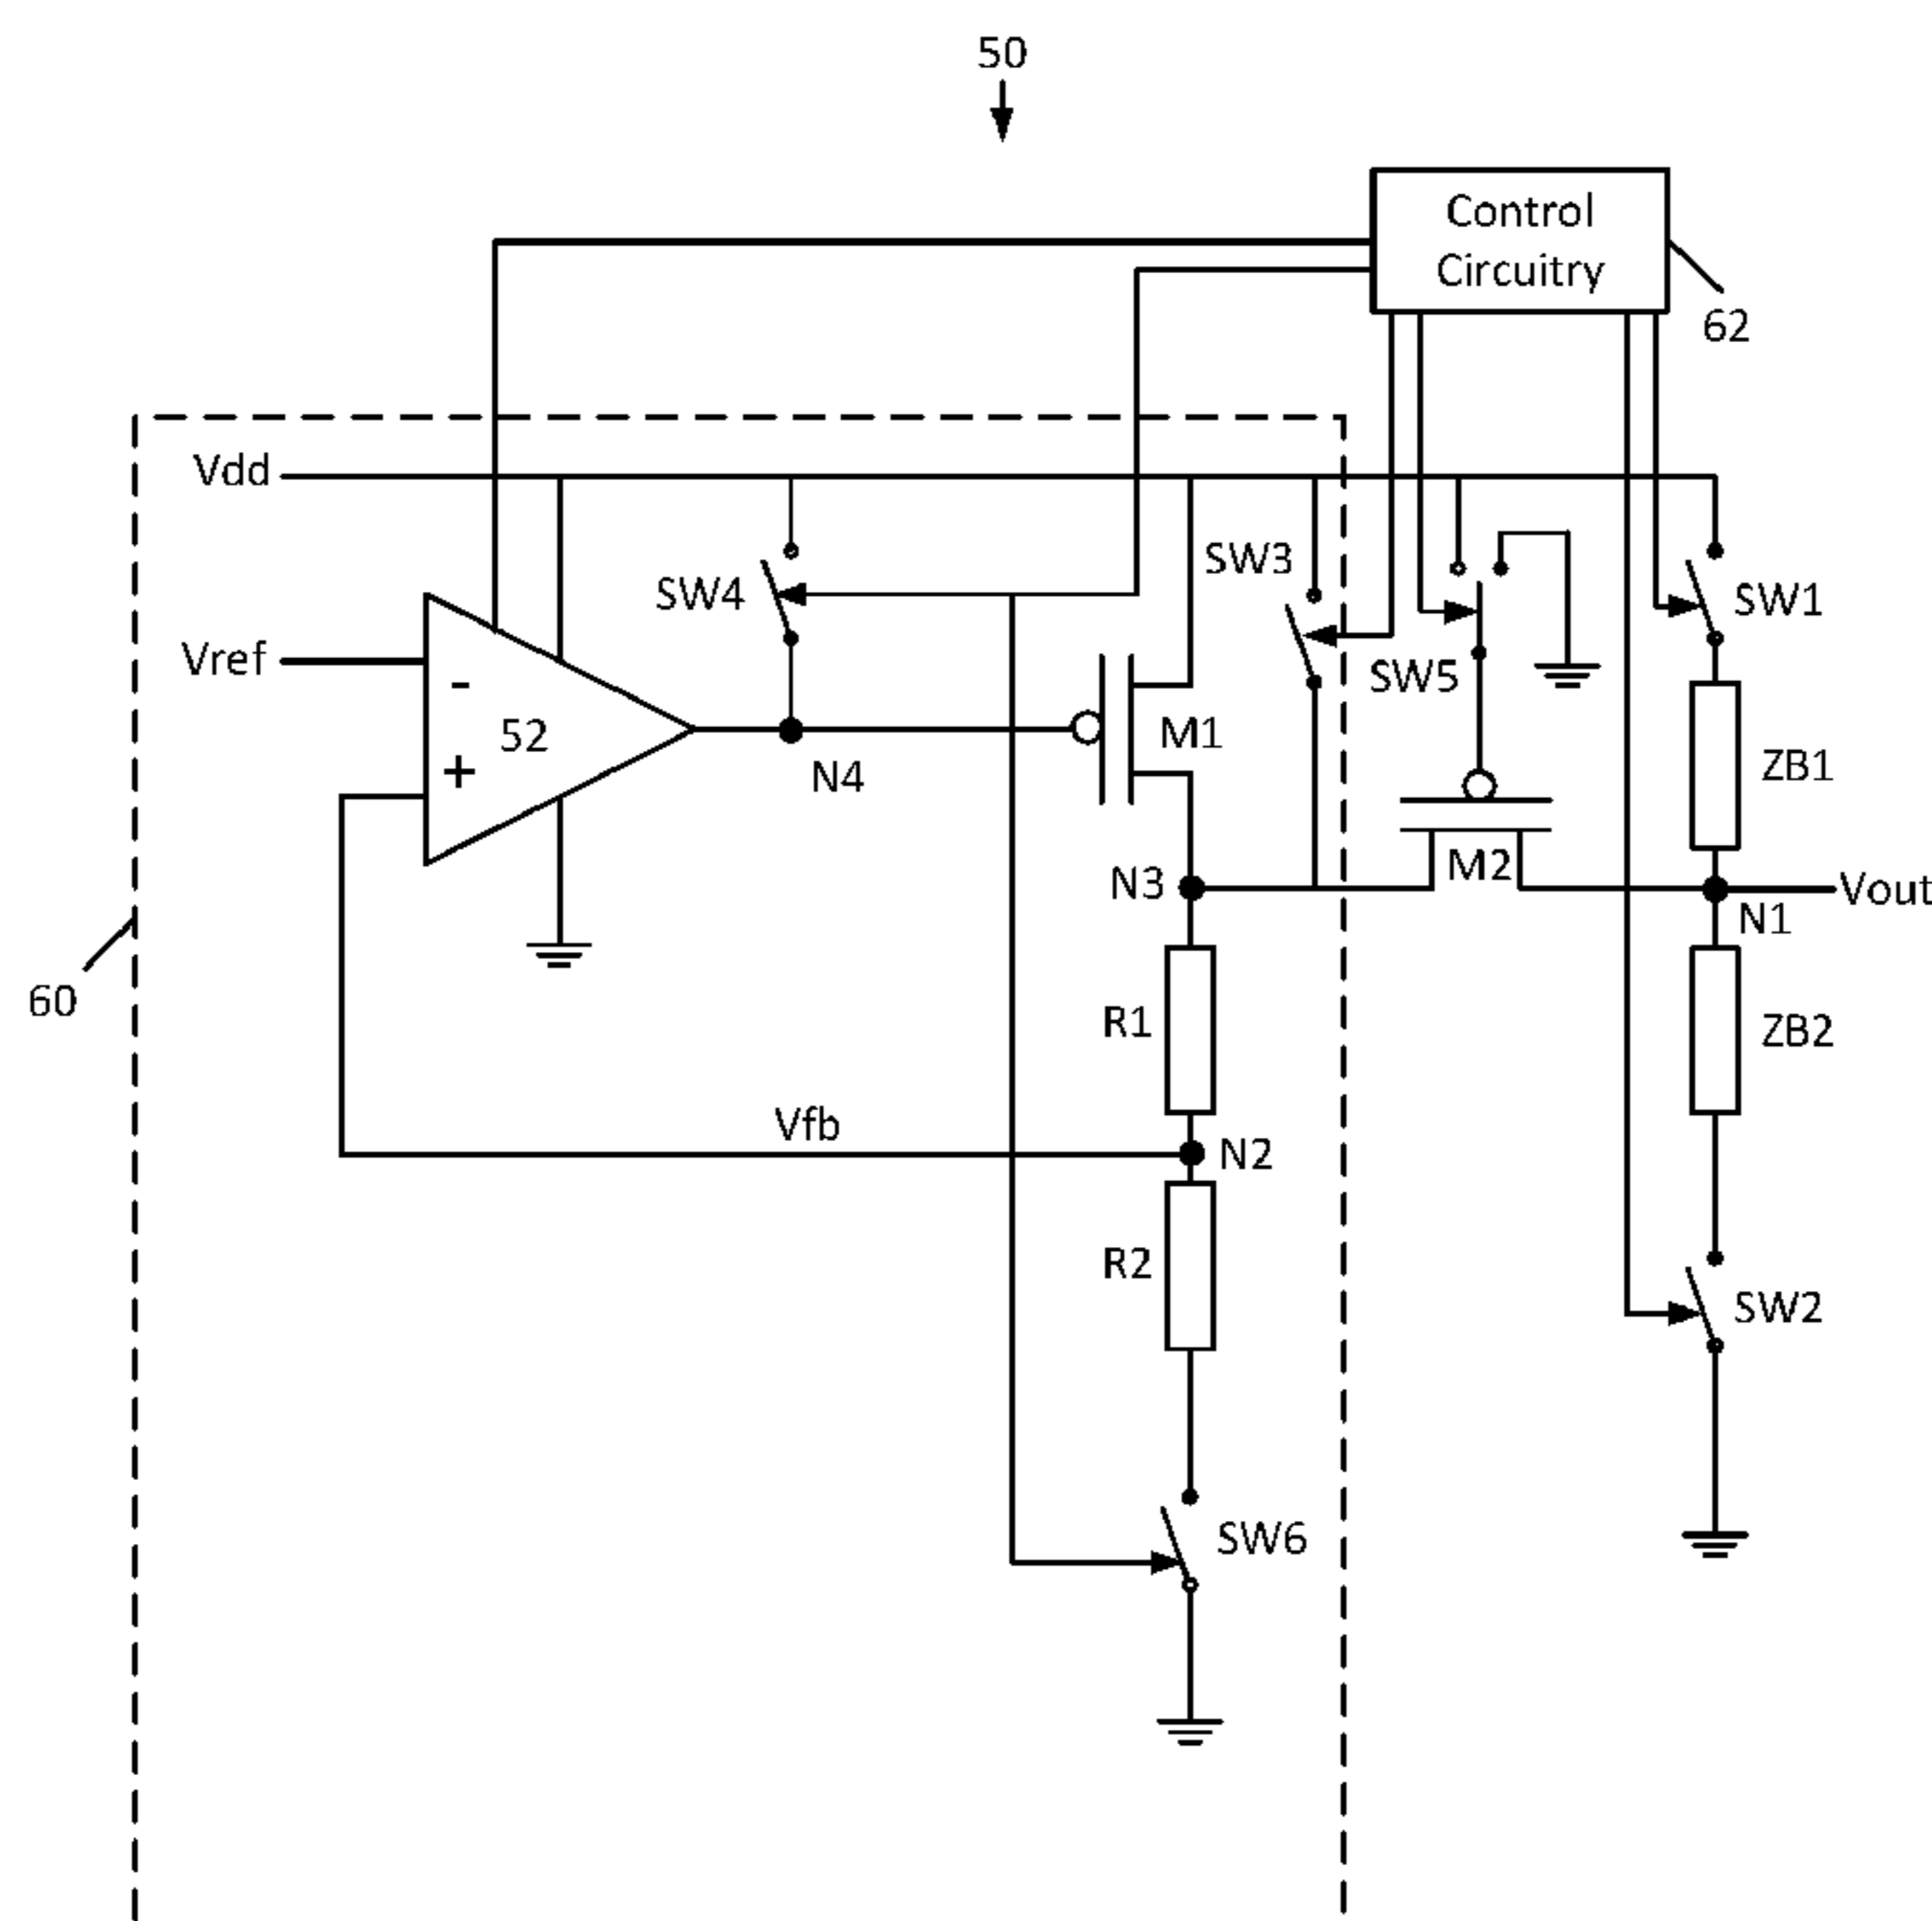 50
Control
Circuitry
62
Vdd
SW3
SW4
SW1
Vref
-
SW5
52
M1
+
N4
ZB1
M2
N3
Vout
N1
60
R1
ZB2
Vfb
N2
R2
SW2
SW6